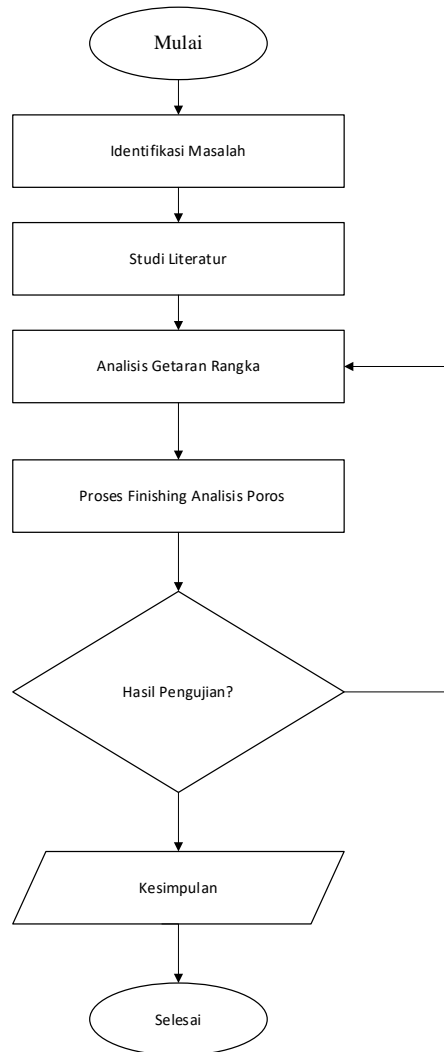 Mulai
Identifikasi Masalah
Studi Literatur
Analisis Getaran Rangka
Proses Finishing Analisis Poros
Hasil Pengujian?
Kesimpulan
Selesai